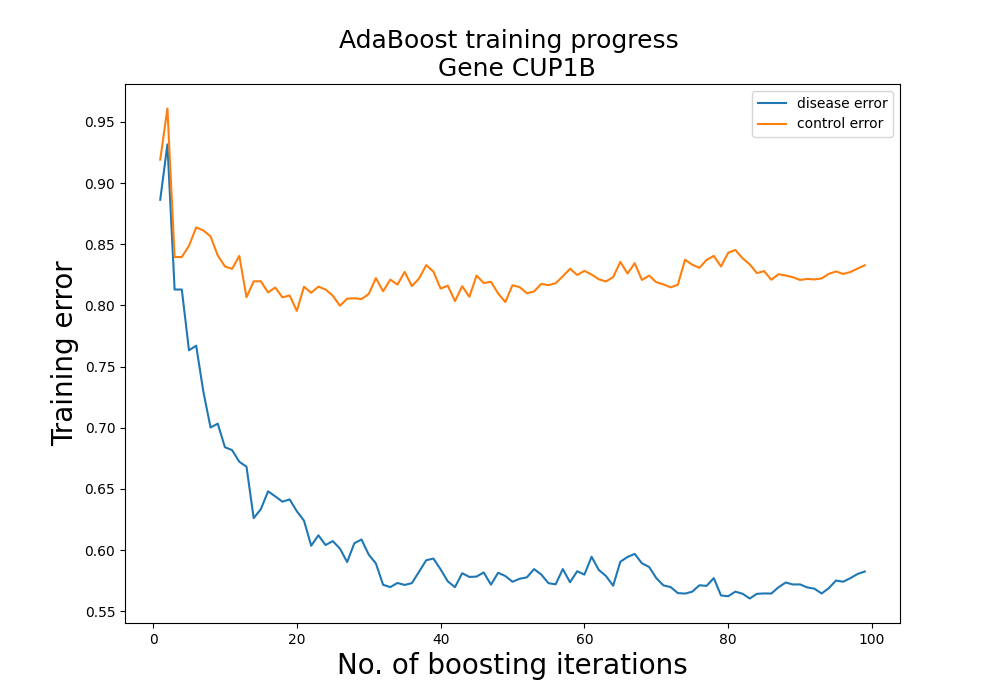 AdaBoost training progress
Gene CUP1B
disease error
control error
Training error
0.95
0.90
0.85
0.80
0.75
0.70
0.65
0.60
0.55
0
20
40
60
80
100
No. of boosting iterations